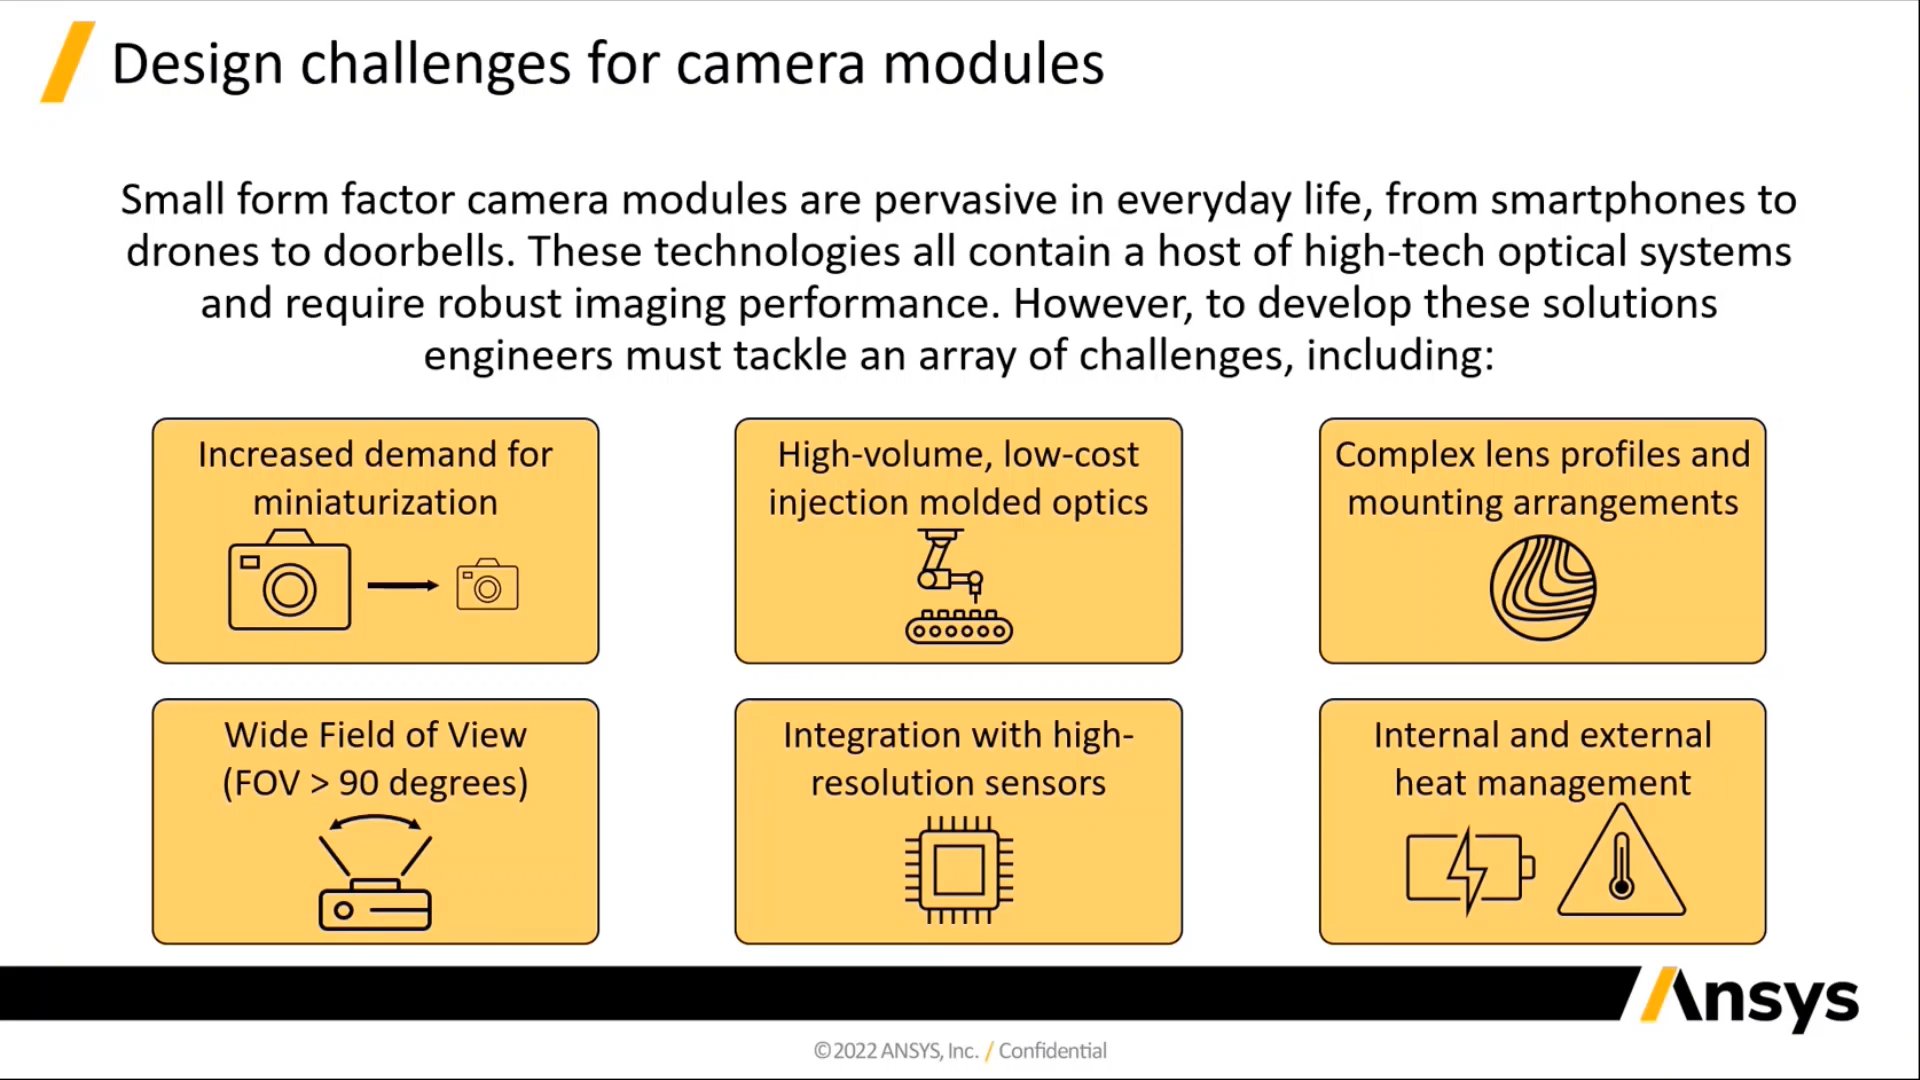 Design challenges for camera modules
Small form factor camera modules are pervasive in everyday life, from smartphones to
drones to doorbells. These technologies all contain a host of high-tech optical systems
and require robust imaging performance. However, to develop these solutions
engineers must tackle an array of challenges, including:
Increased demand for
miniaturization
High-volume, low-cost
injection molded optics
Complex lens profiles and
mounting arrangements
Wide Field of View
(FOV > 90 degrees)
Integration with high-
resolution sensors
Internal and external
heat management
Ansys
©2022 ANSYS, Inc. / Confidential